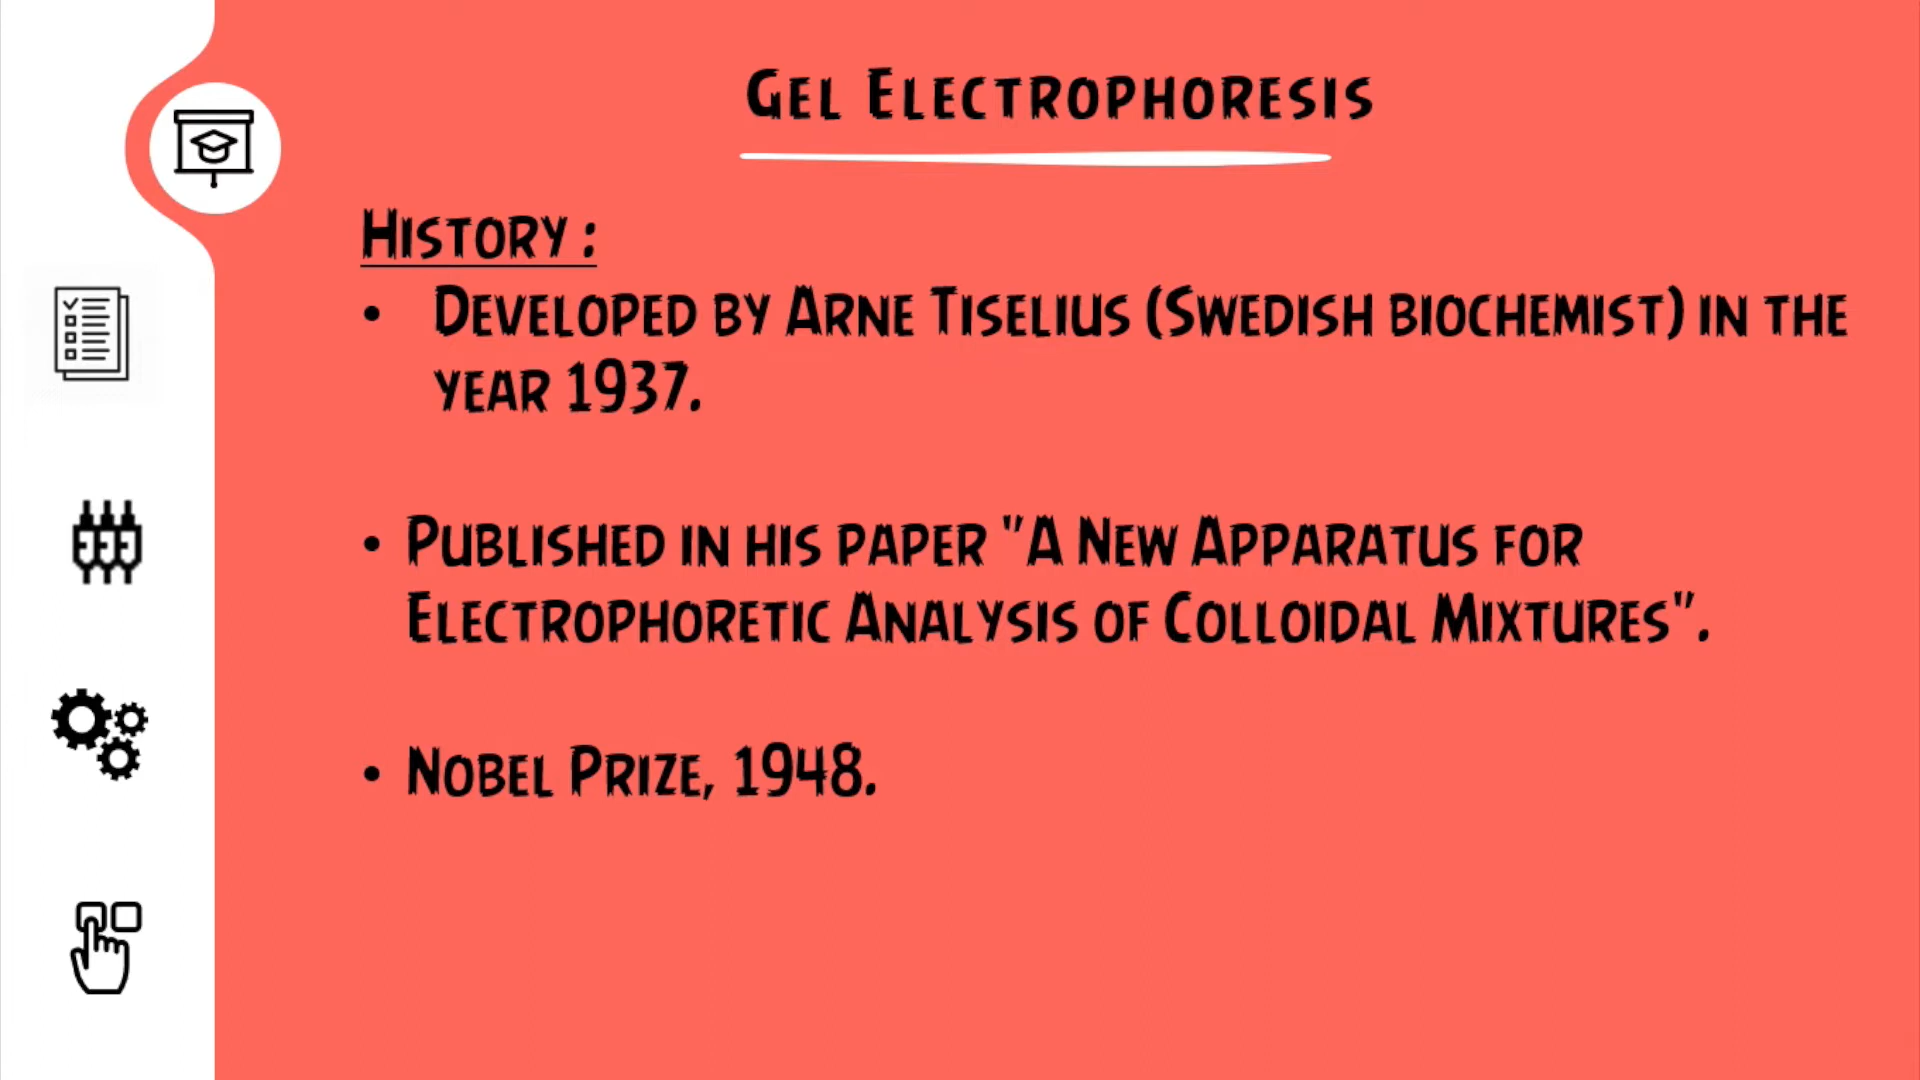 Gel Electrophoresis
History :
• Developed by Arne Tiselius (Swedish biochemist) in the
year 1937.
• Published in his paper "A New Apparatus for
Electrophoretic Analysis of Colloidal Mixtures".
• Nobel Prize, 1948.